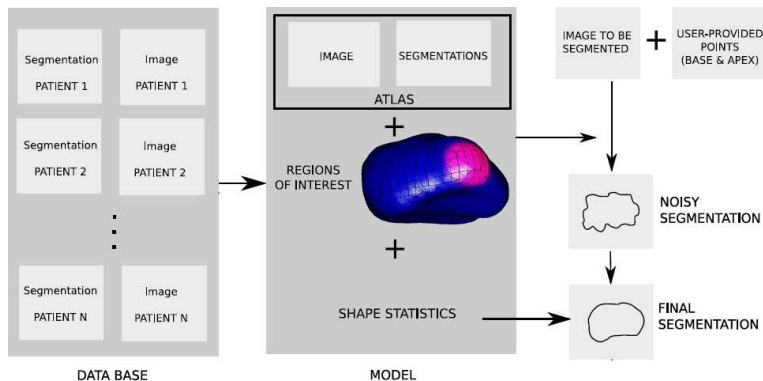 Segmentation
PATIENT 1
Image
PATIENT 1
Segmentation
PATIENT 2
Image
PATIENT 2
Segmentation
PATIENT N
Image
PATIENT N
DATA BASE
IMAGE
SEGMENTATIONS
ATLAS
+
REGIONS
OF INTEREST
+
SHAPE STATISTICS
MODEL
IMAGE TO BE
SEGMENTED
+
USER-PROVIDED
POINTS
(BASE & APEX)
NOISY
SEGMENTATION
FINAL
SEGMENTATION